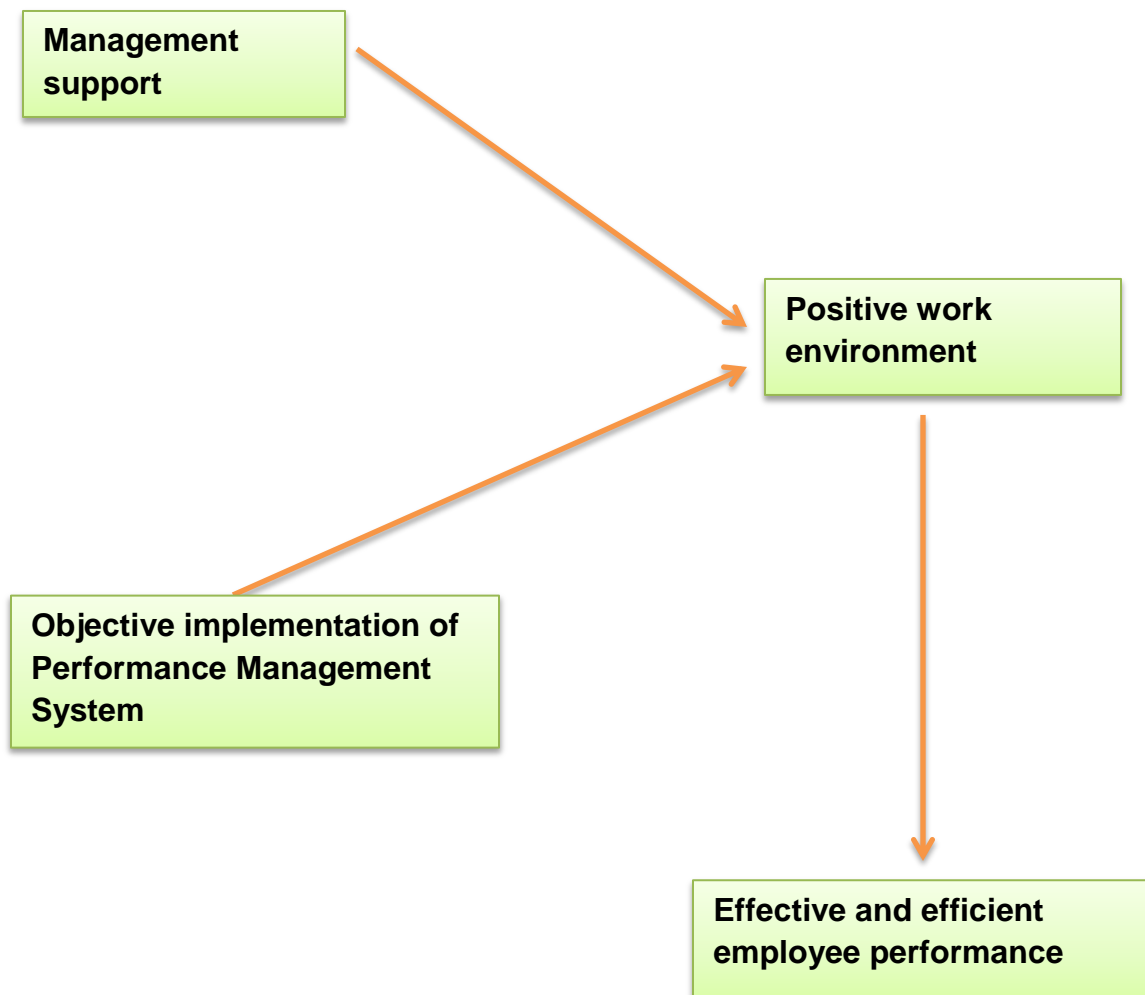 Management
support
Positive work
environment
Objective implementation of
Performance Management
System
Effective and efficient
employee performance